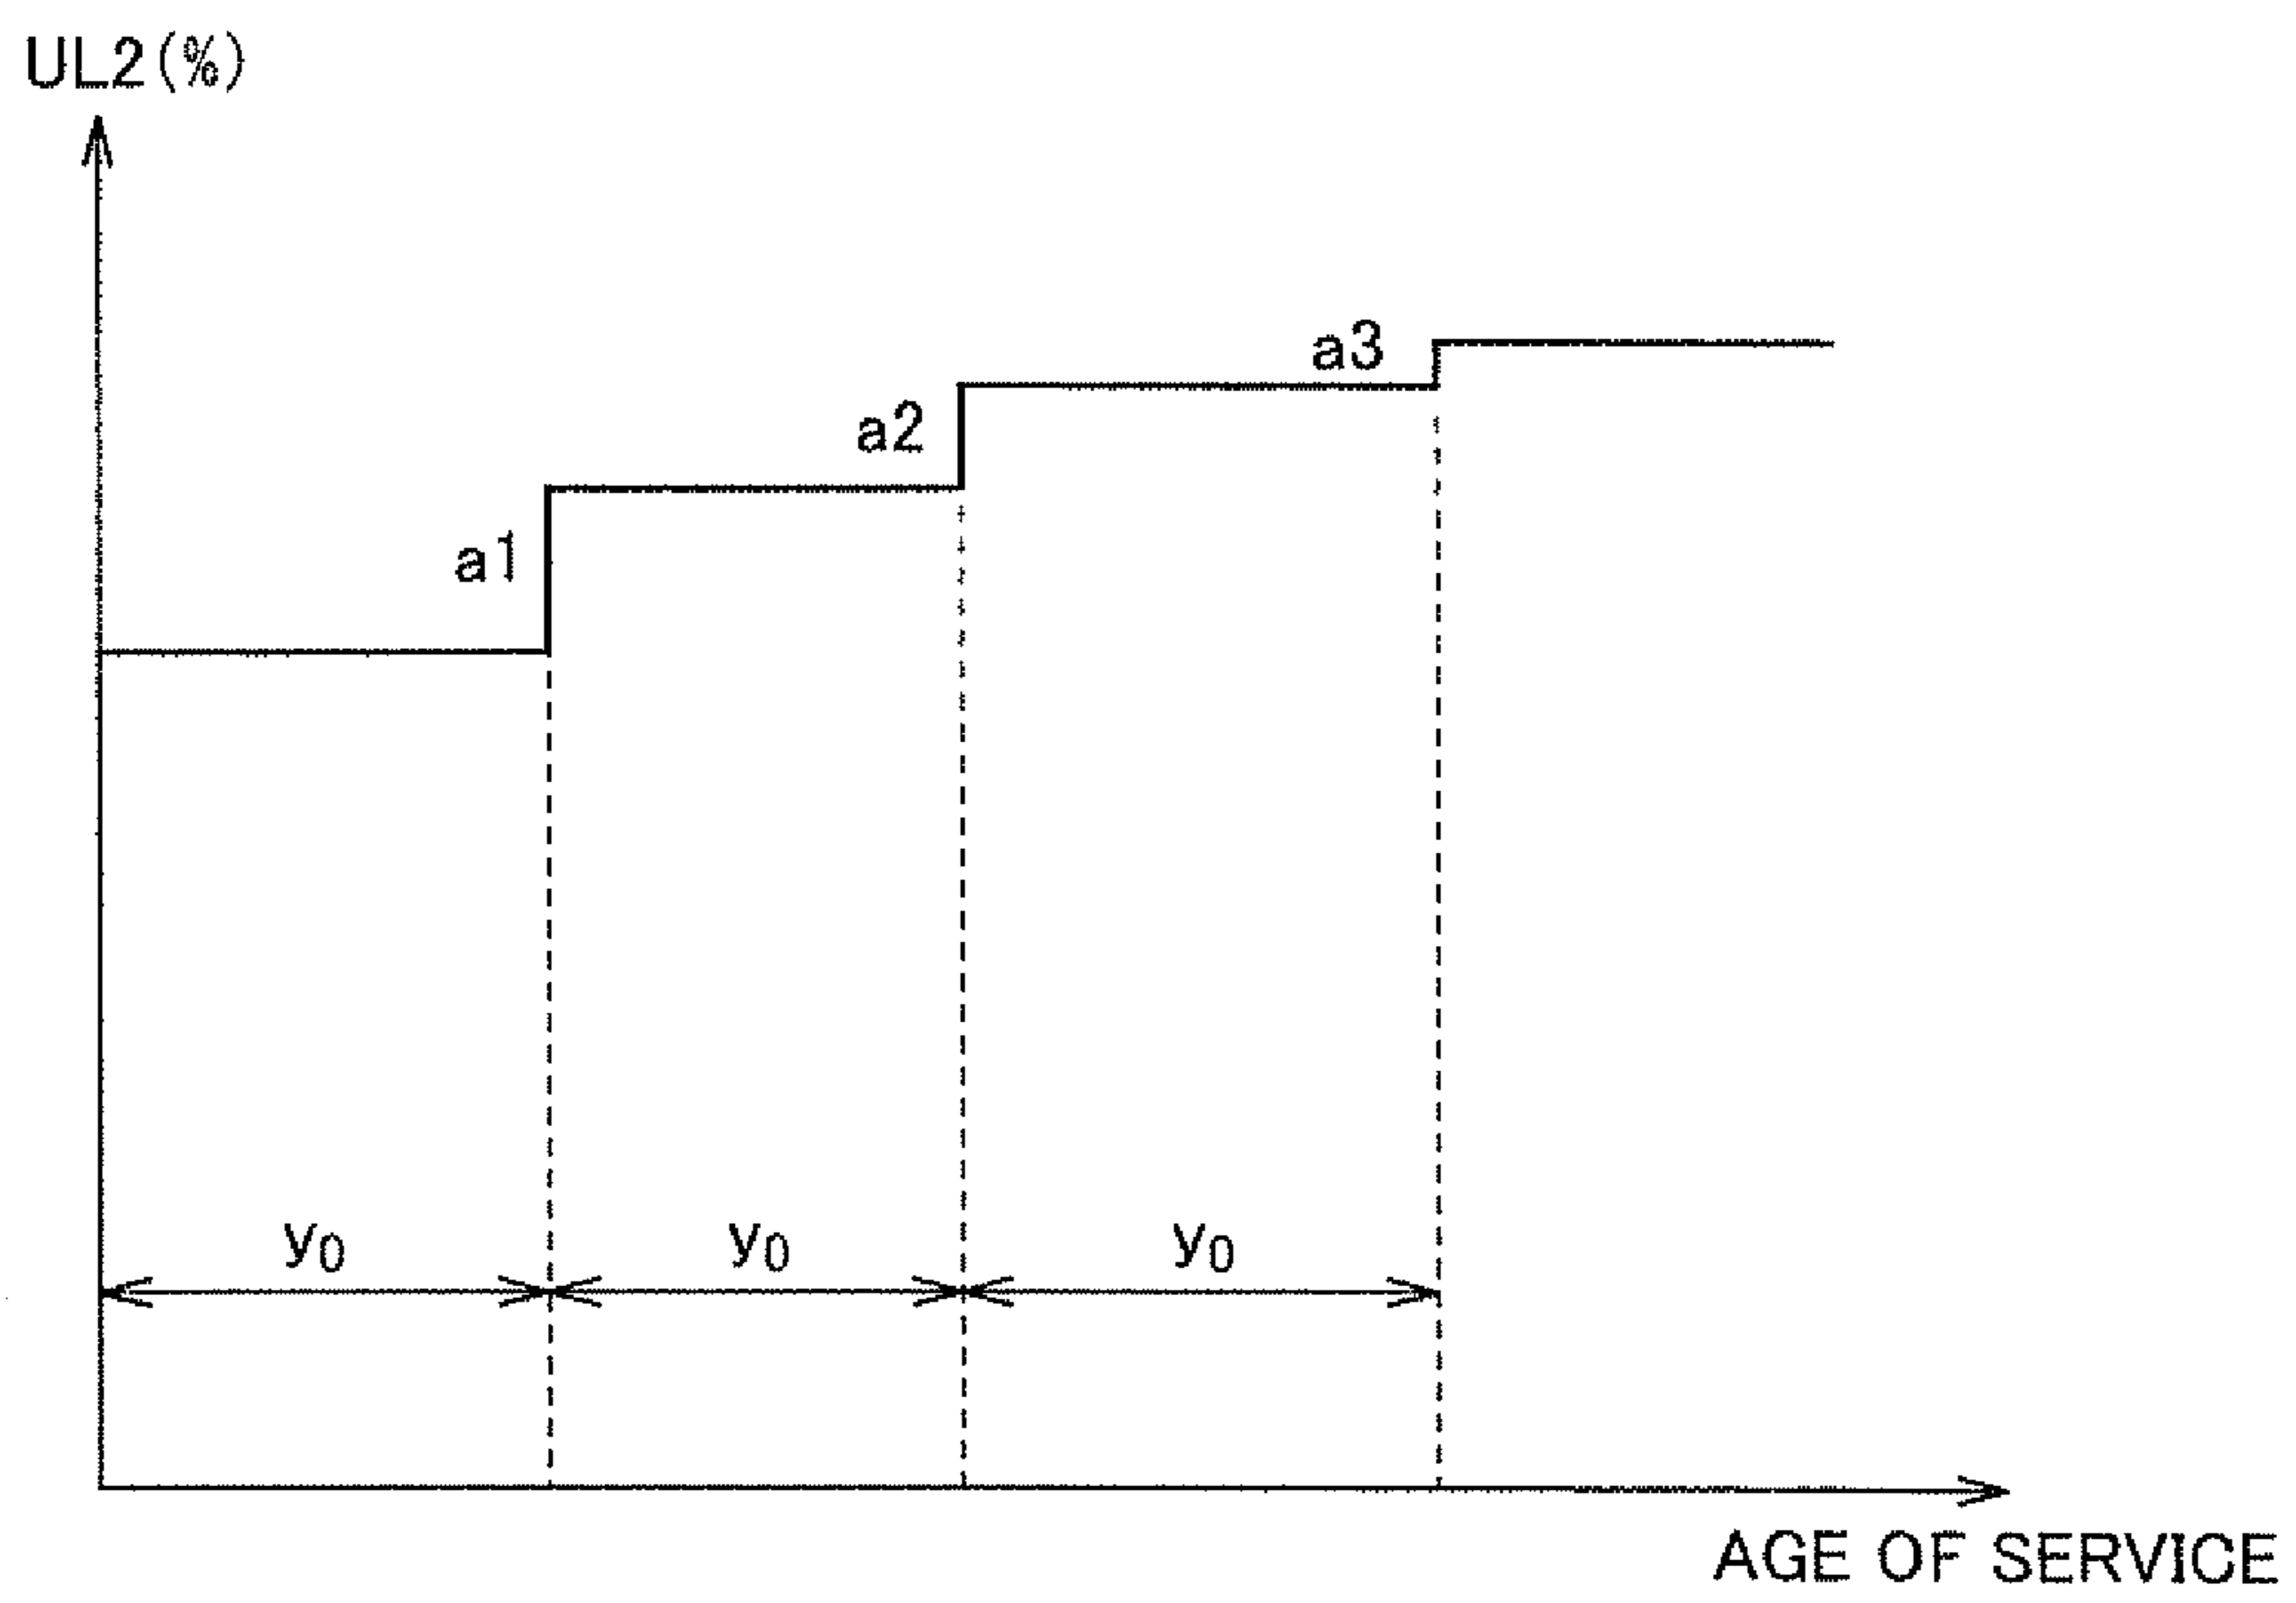 UL2(%)
a3
a2
a1
y0 y0 y0
AGE OF SERVICE